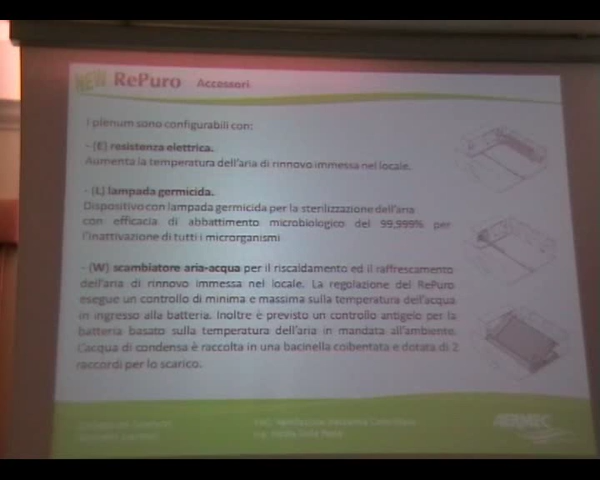 NEW RePuro Accessori
I plenum sono configurabili con:
- (E) resistenza elettrica.
Aumenta la temperatura dell'aria di rinnovo immessa nel locale.
- (L) lampada germicida.
Dispositivo con lampada germicida per la sterilizzazione dell'aria
con efficacia di abbattimento microbiologico del 99,999% per
l'inattivazione di tutti i microrganismi
- (W) scambiatore aria-acqua per il riscaldamento ed il raffrescamento
dell'aria di rinnovo immessa nel locale. La regolazione del RePuro
esegue un controllo di minima e massima sulla temperatura dell'acqua
in ingresso alla batteria. Inoltre è previsto un controllo antigelo per la
batteria basato sulla temperatura dell'aria in mandata all'ambiente.
L'acqua di condensa è raccolta in una bacinella coibentata e dotata di 2
raccordi per lo scarico.
AERMEC